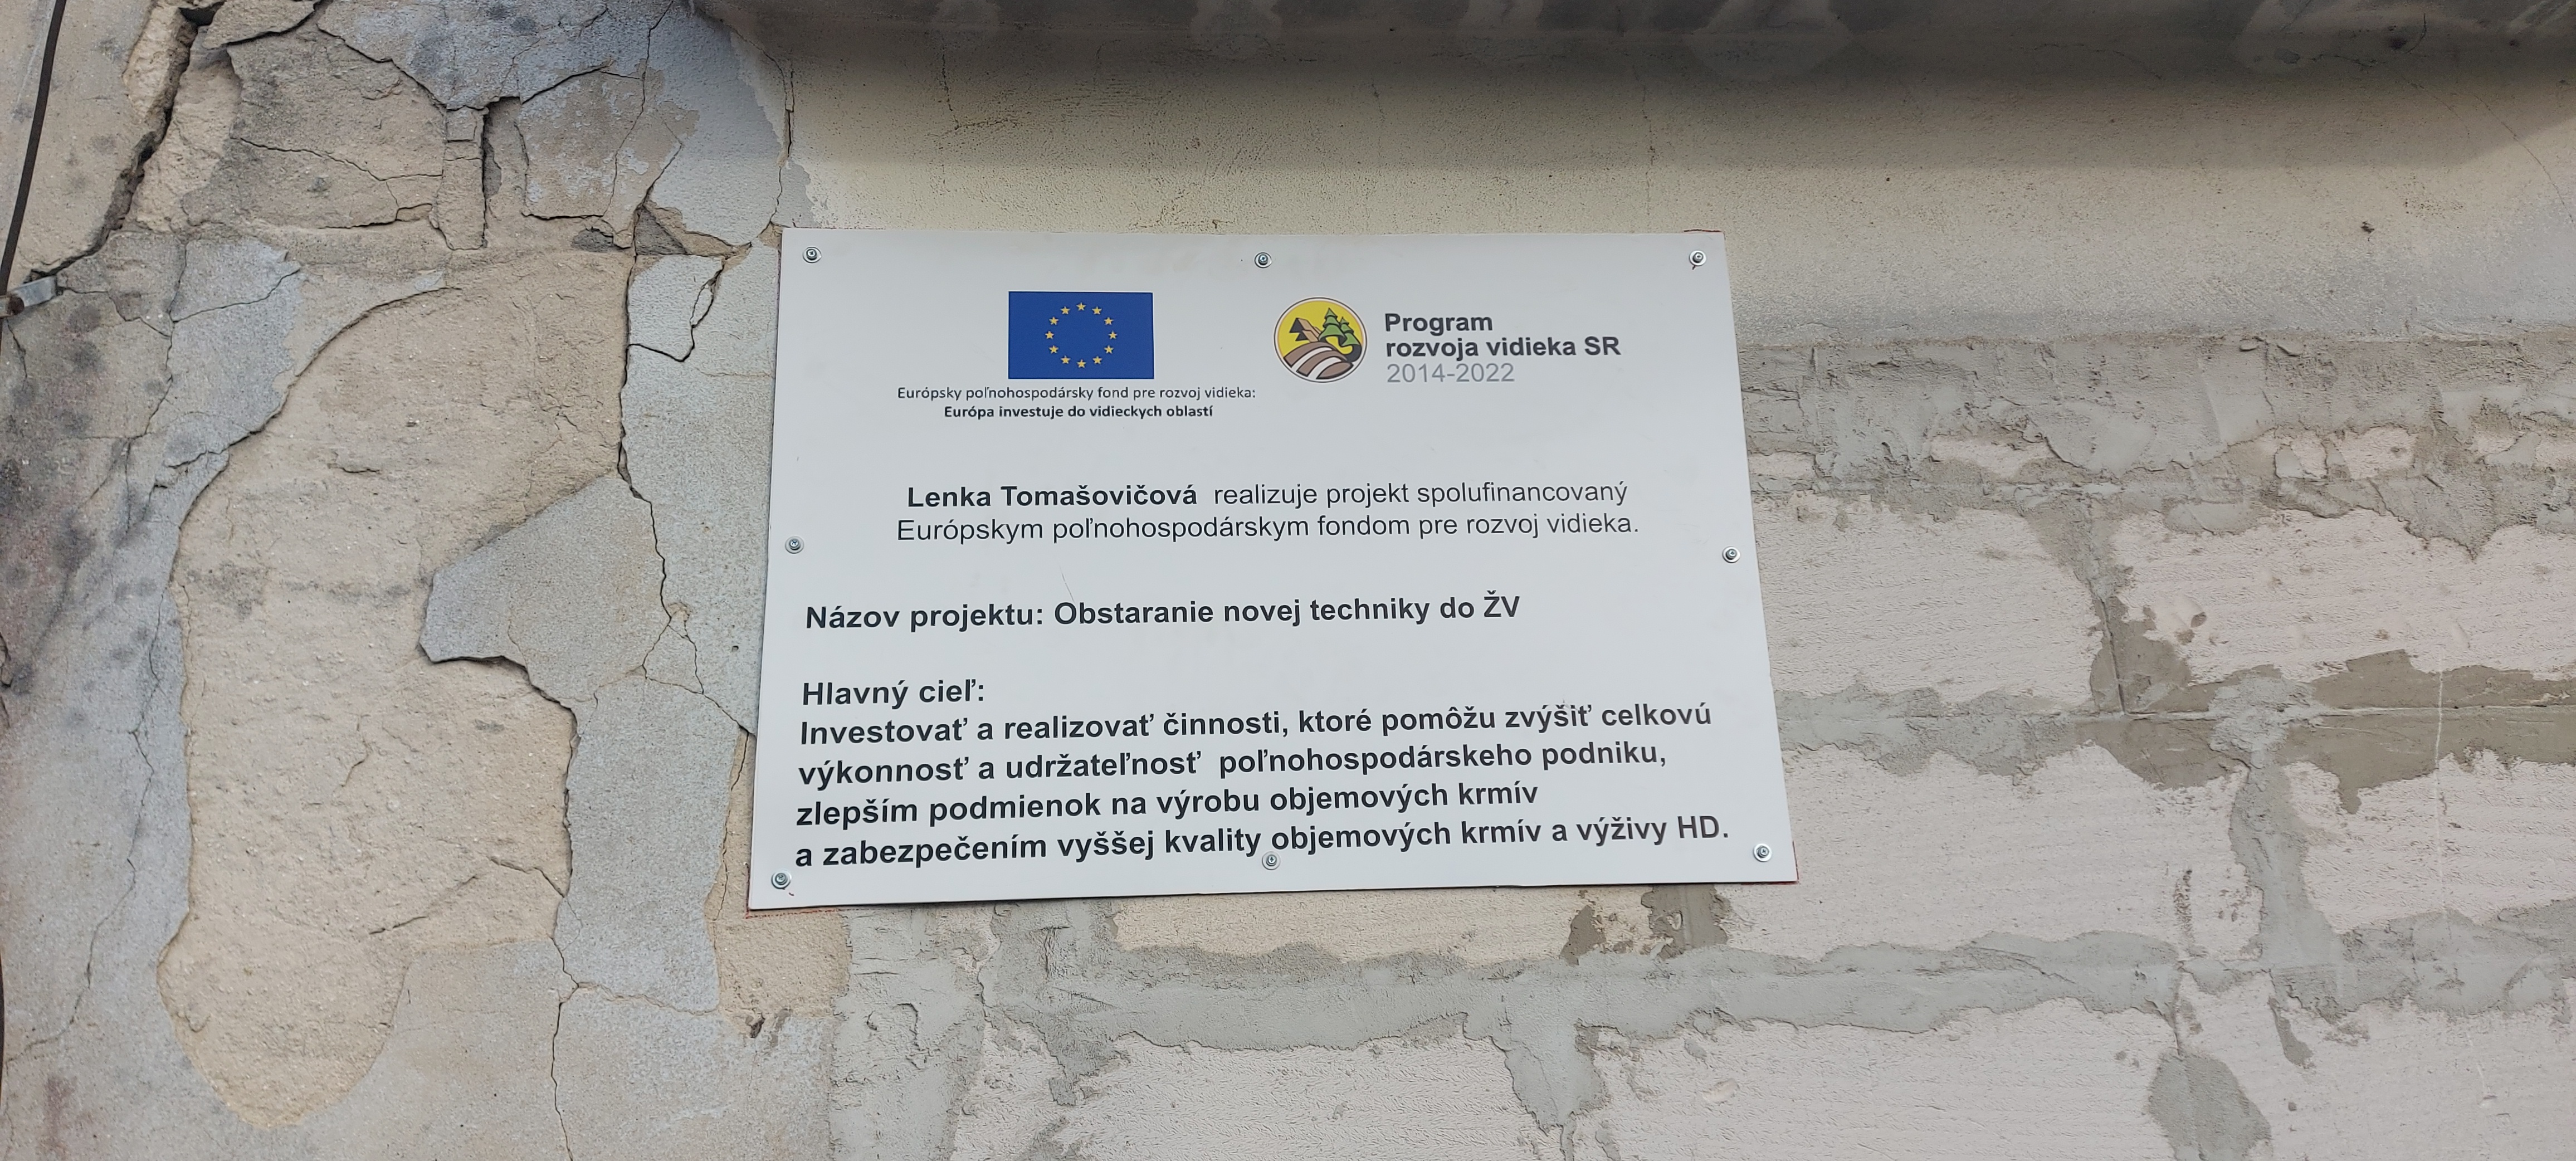 Európsky poľnohospodársky fond pre rozvoj vidieka:
Európa investuje do vidieckych oblastí
Program
rozvoja vidieka SR
2014-2022
Lenka Tomašovičová realizuje projekt spolufinancovaný
Európskym poľnohospodárskym fondom pre rozvoj vidieka.
Názov projektu: Obstaranie novej techniky do ŽV
Hlavný cieľ:
Investovať a realizovať činnosti, ktoré pomôžu zvýšiť celkovú
výkonnosť a udržateľnosť poľnohospodárskeho podniku,
zlepším podmienok na výrobu objemových krmív
a zabezpečením vyššej kvality objemových krmív a výživy HD.